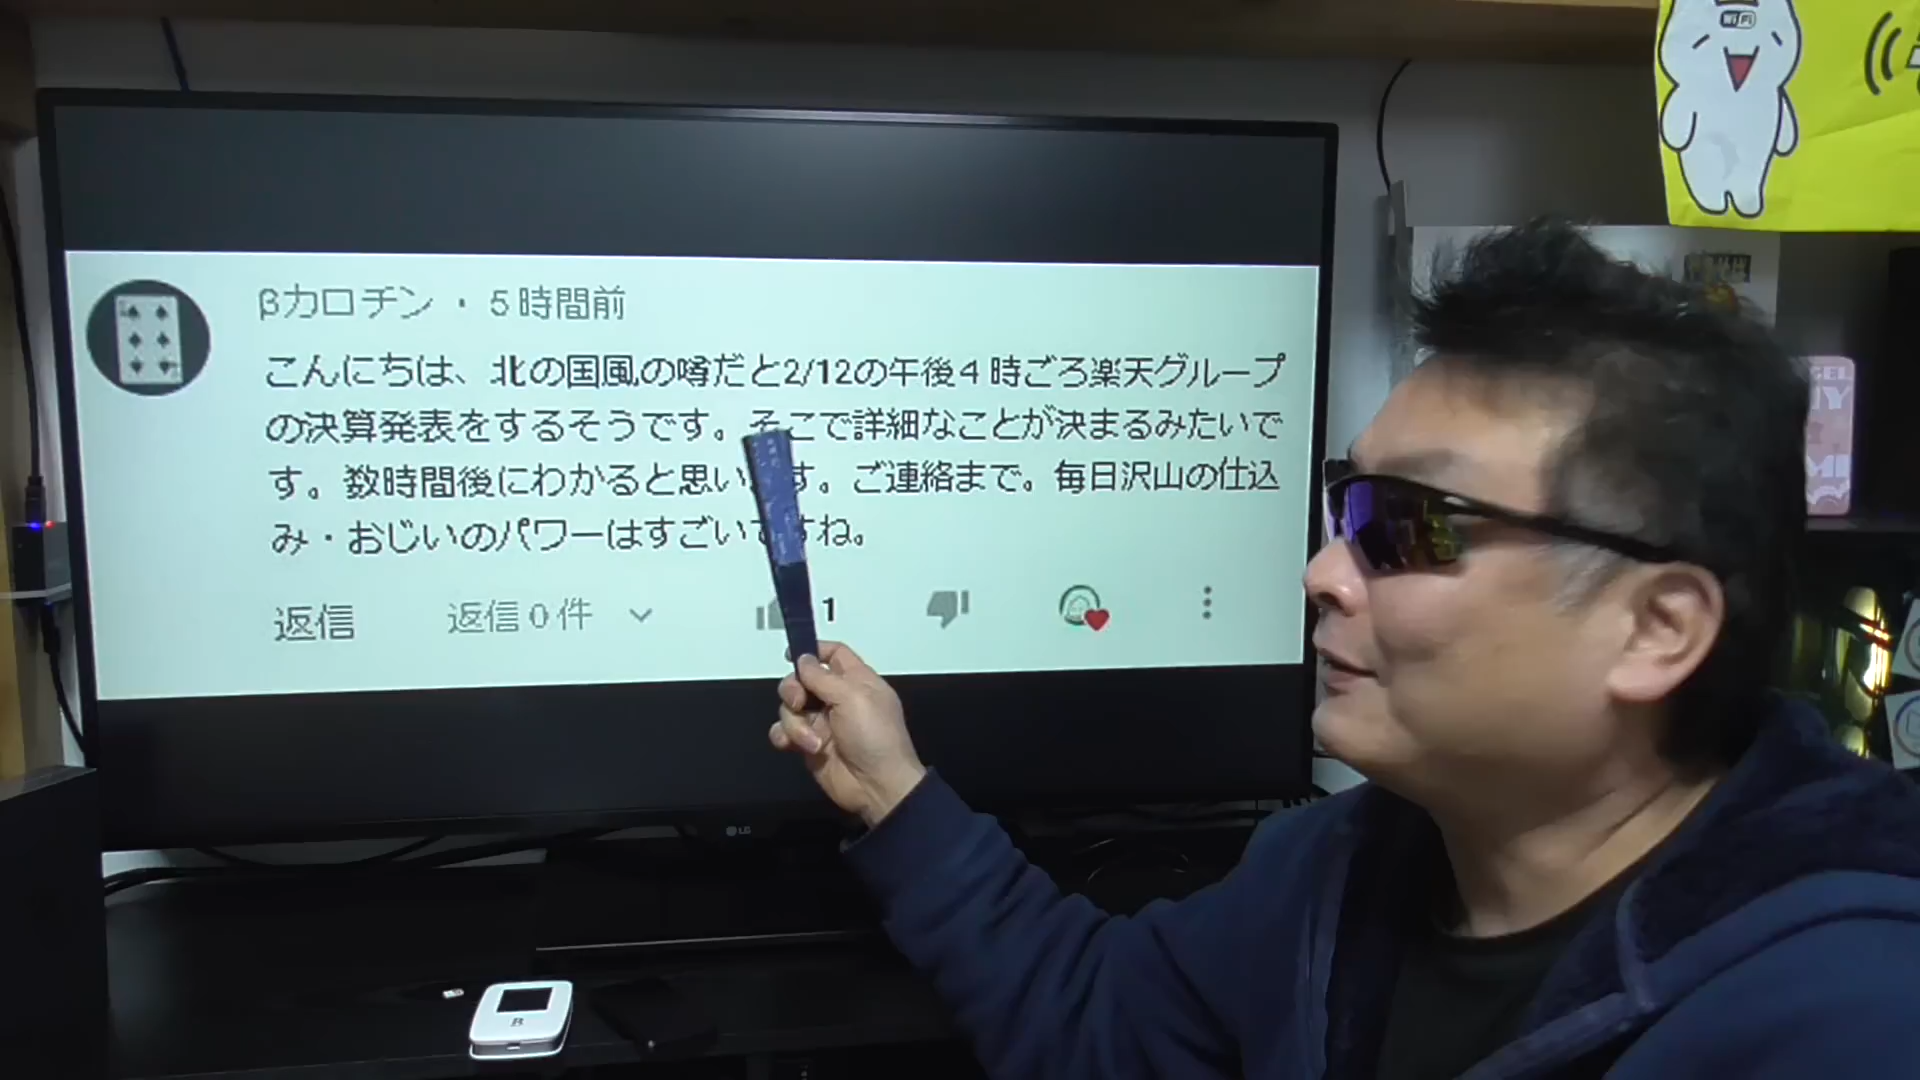 WiFi
βカロチン・5時間前
こんにちは、北の国風の噂だと2/12の午後4時ごろ楽天グループ
の決算発表をするそうです。そこで詳細なことが決まるみたいで
す。数時間後にわかると思います。ご連絡まで。毎日沢山の仕込
み・おじいのパワーはすごいですね。
返信 返信0件 1
LG
R